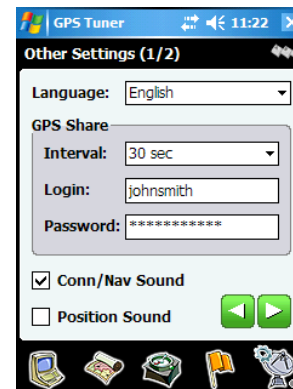 GPS Tuner 11:22
Other Settings (1/2)
Language: English
GPS Share
Interval: 30 sec
Login: johnsmith
Password: ***********
Conn/Nav Sound
Position Sound